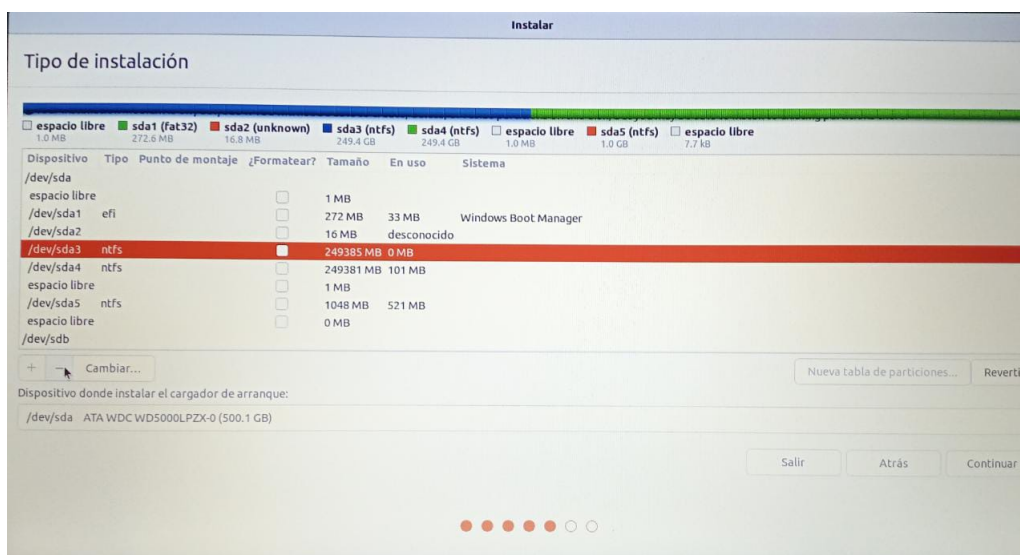 Instalar
Tipo de instalación
espacio libre sda1 (fat32) sda2 (unknown) sda3 (ntfs) sda4 (ntfs) espacio libre sda5 (ntfs) espacio libre
1.0 MB 272.6 MB 16.8 MB 249.4 GB 249.4 GB 1.0 MB 1.0 GB 7.7 kB
Dispositivo Tipo Punto de montaje ¿Formatear? Tamaño En uso Sistema
/dev/sda
espacio libre 1 MB
/dev/sda1 efi 272 MB 33 MB Windows Boot Manager
/dev/sda2 16 MB desconocido
/dev/sda3 ntfs 249385 MB 0 MB
/dev/sda4 ntfs 249381 MB 101 MB
espacio libre 1 MB
/dev/sda5 ntfs 1048 MB 521 MB
espacio libre 0 MB
/dev/sdb
+ - Cambiar... Nueva tabla de particiones... Reverti
Dispositivo donde instalar el cargador de arranque:
/dev/sda ATA WDC WD5000LPZX-0 (500.1 GB)
Salir Atrás Continuar